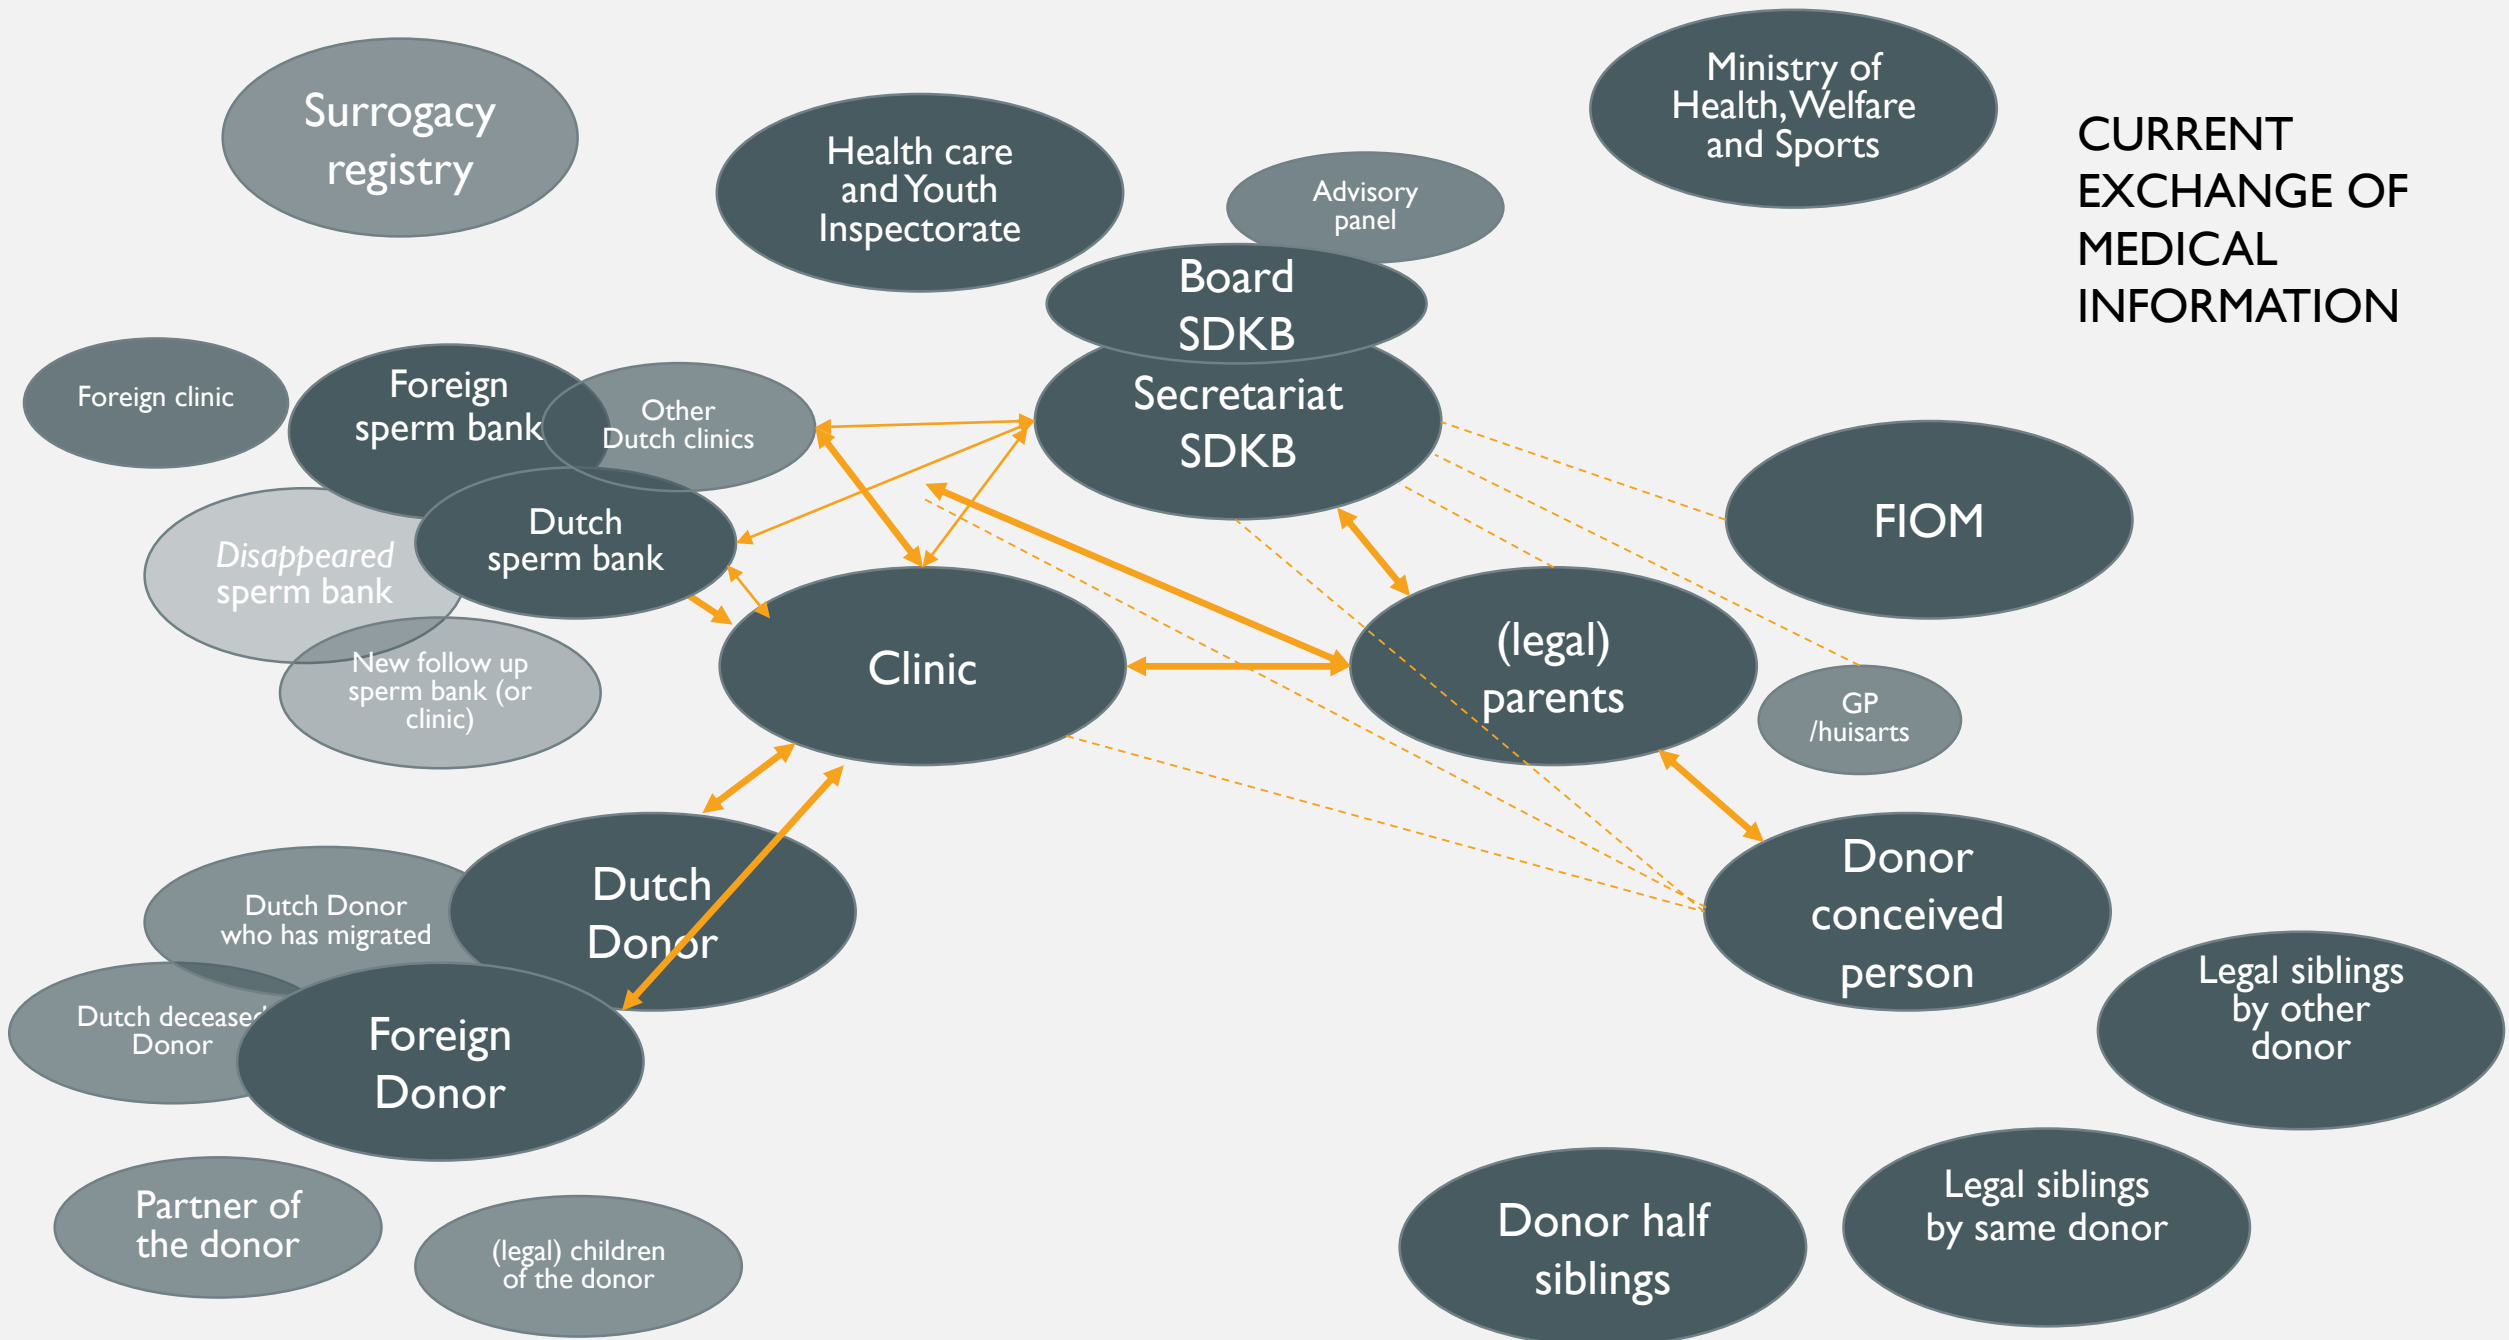 Surrogacy
registry
Health care
and Youth
Inspectorate
Ministry of
Health, Welfare
and Sports
CURRENT
EXCHANGE OF
MEDICAL
INFORMATION
Advisory
panel
Board
SDKB
Secretariat
SDKB
Foreign clinic
Foreign
sperm bank
Other
Dutch clinics
Dutch
sperm bank
Disappeared
sperm bank
New follow up
sperm bank (or
clinic)
Clinic
(legal)
parents
FIOM
GP
/huisarts
Dutch
Donor
Dutch Donor
who has migrated
Dutch deceased
Donor
Foreign
Donor
Donor
conceived
person
Legal siblings
by other
donor
Partner of
the donor
(legal) children
of the donor
Donor half
siblings
Legal siblings
by same donor